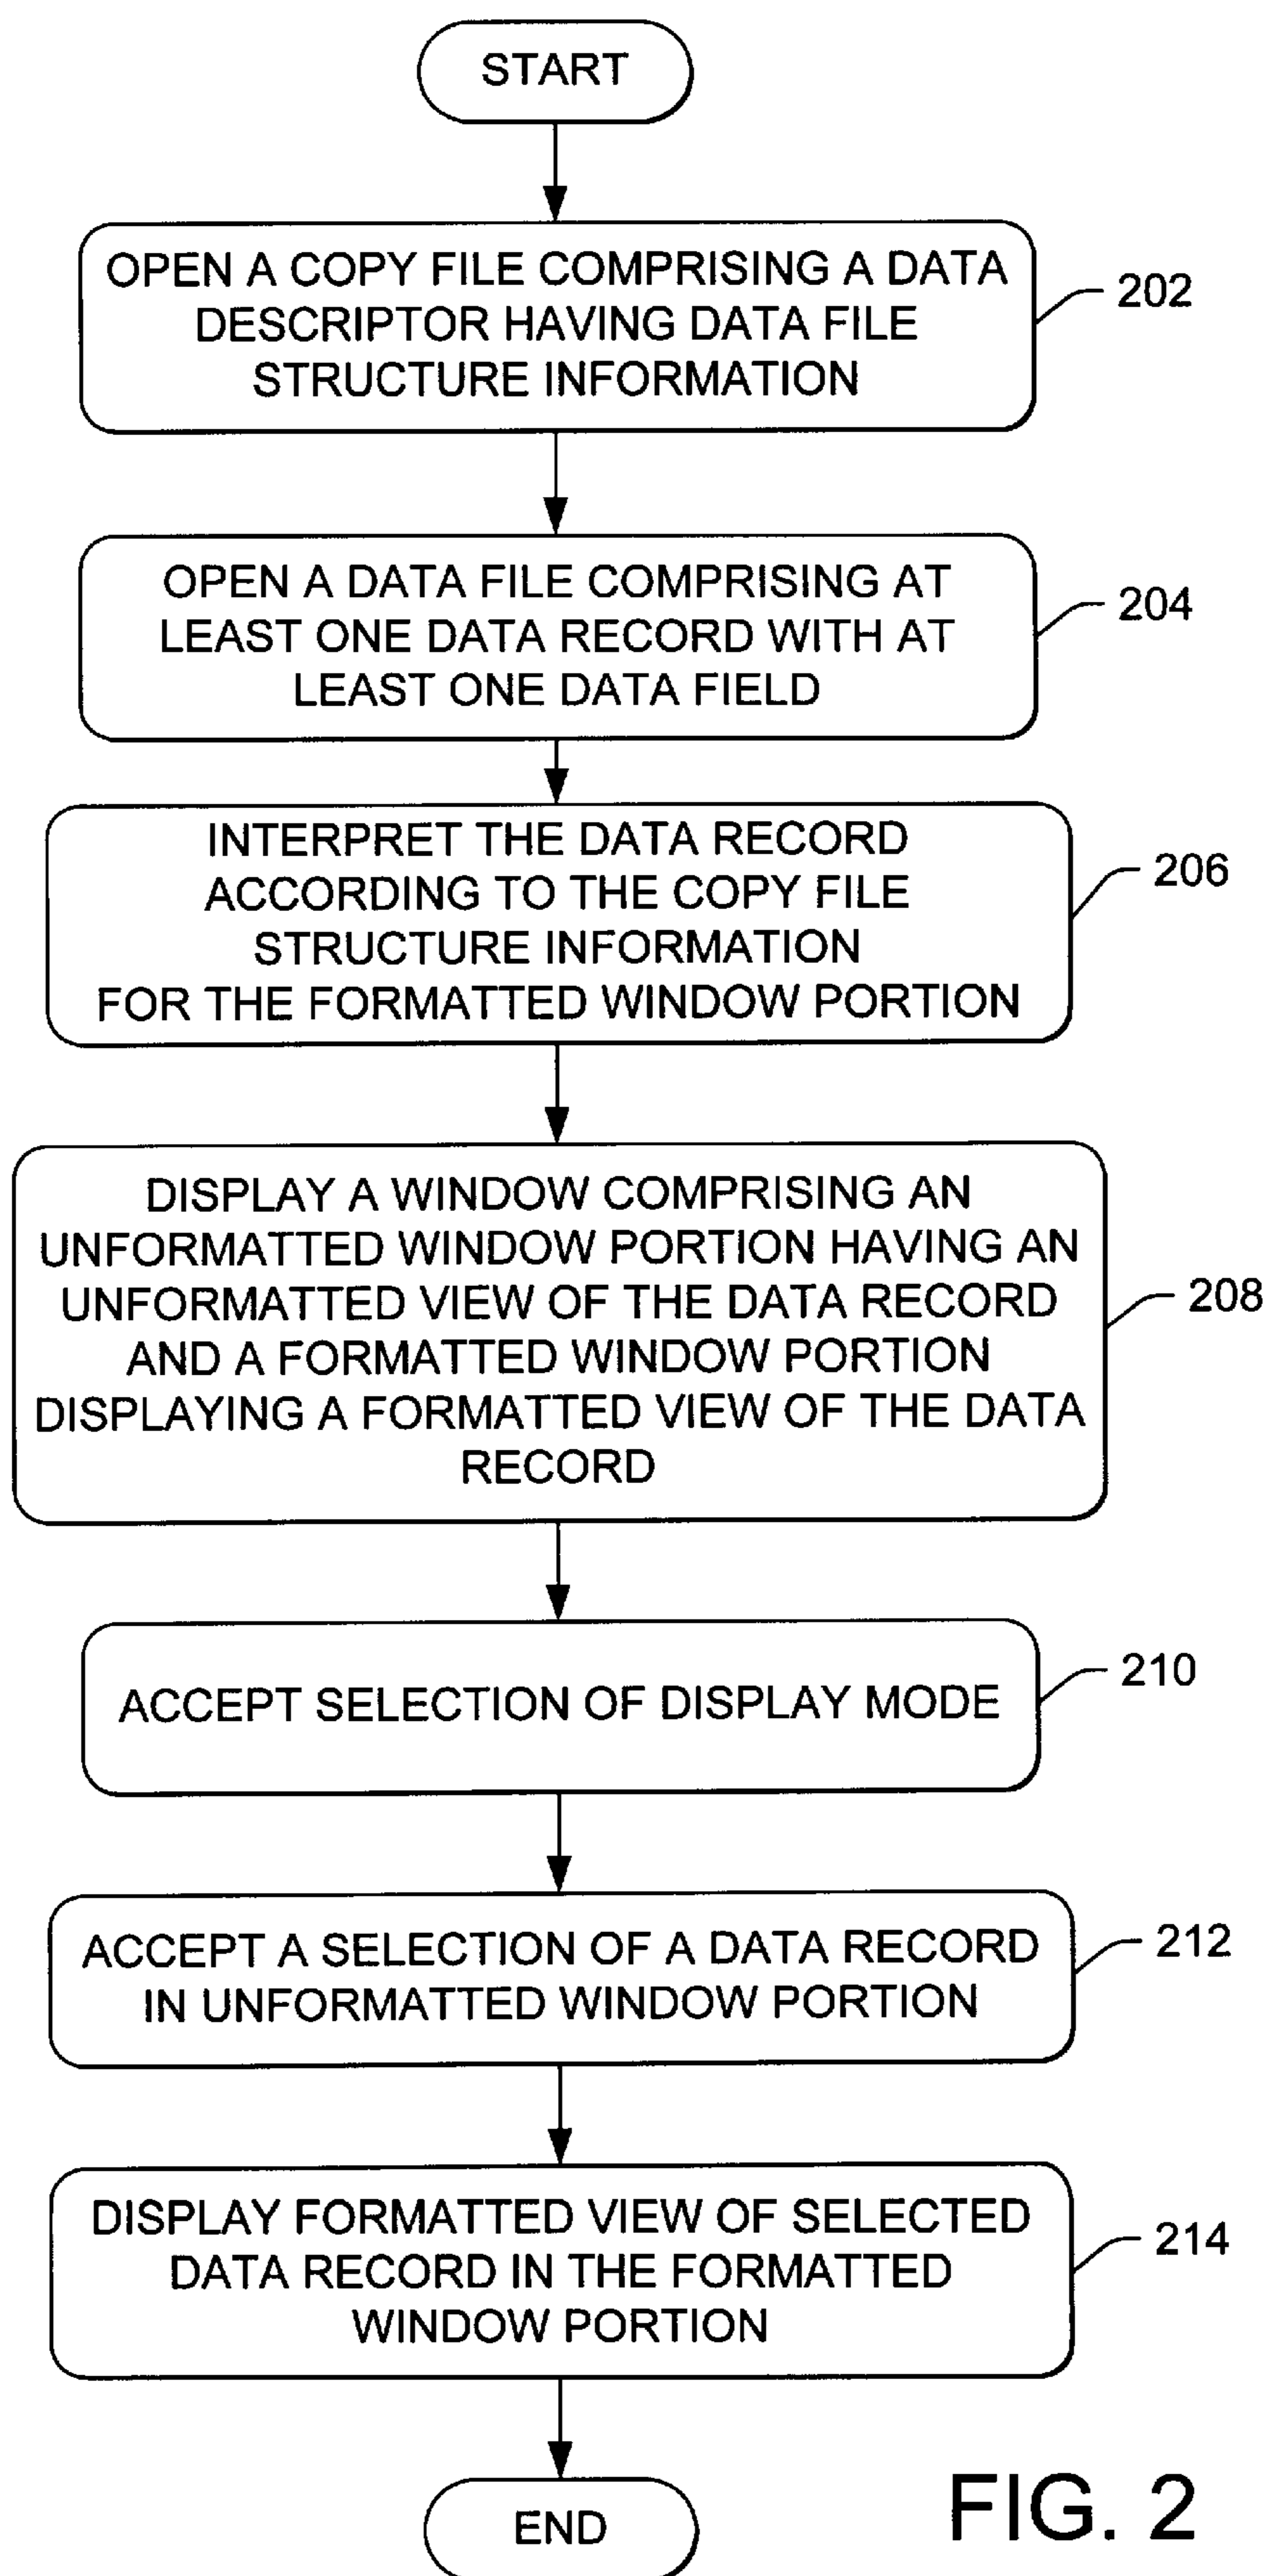 START
OPEN A COPY FILE COMPRISING A DATA
DESCRIPTOR HAVING DATA FILE
STRUCTURE INFORMATION
202
OPEN A DATA FILE COMPRISING AT
LEAST ONE DATA RECORD WITH AT
LEAST ONE DATA FIELD
204
INTERPRET THE DATA RECORD
ACCORDING TO THE COPY FILE
STRUCTURE INFORMATION
FOR THE FORMATTED WINDOW PORTION
206
DISPLAY A WINDOW COMPRISING AN
UNFORMATTED WINDOW PORTION HAVING AN
UNFORMATTED VIEW OF THE DATA RECORD
AND A FORMATTED WINDOW PORTION
DISPLAYING A FORMATTED VIEW OF THE DATA
RECORD
208
ACCEPT SELECTION OF DISPLAY MODE
210
ACCEPT A SELECTION OF A DATA RECORD
IN UNFORMATTED WINDOW PORTION
212
DISPLAY FORMATTED VIEW OF SELECTED
DATA RECORD IN THE FORMATTED
WINDOW PORTION
214
END
FIG. 2